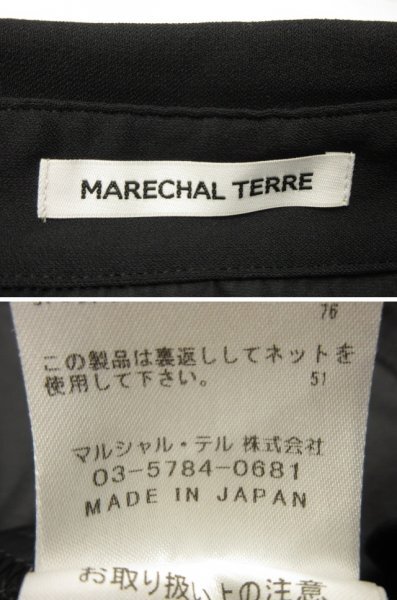 MARECHAL TERRE
76
この製品は裏返ししてネットを
使用して下さい。 51
マルシャル・テル 株式会社
03-5784-0681
MADE IN JAPAN
お取り扱い上の注意